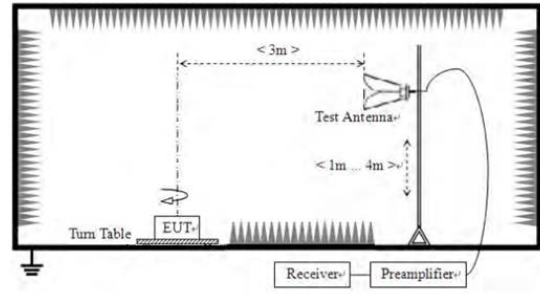 < 3m >
Test Antenna
< 1m ... 4m >
EUT
Turn Table
Receiver
Preamplifier